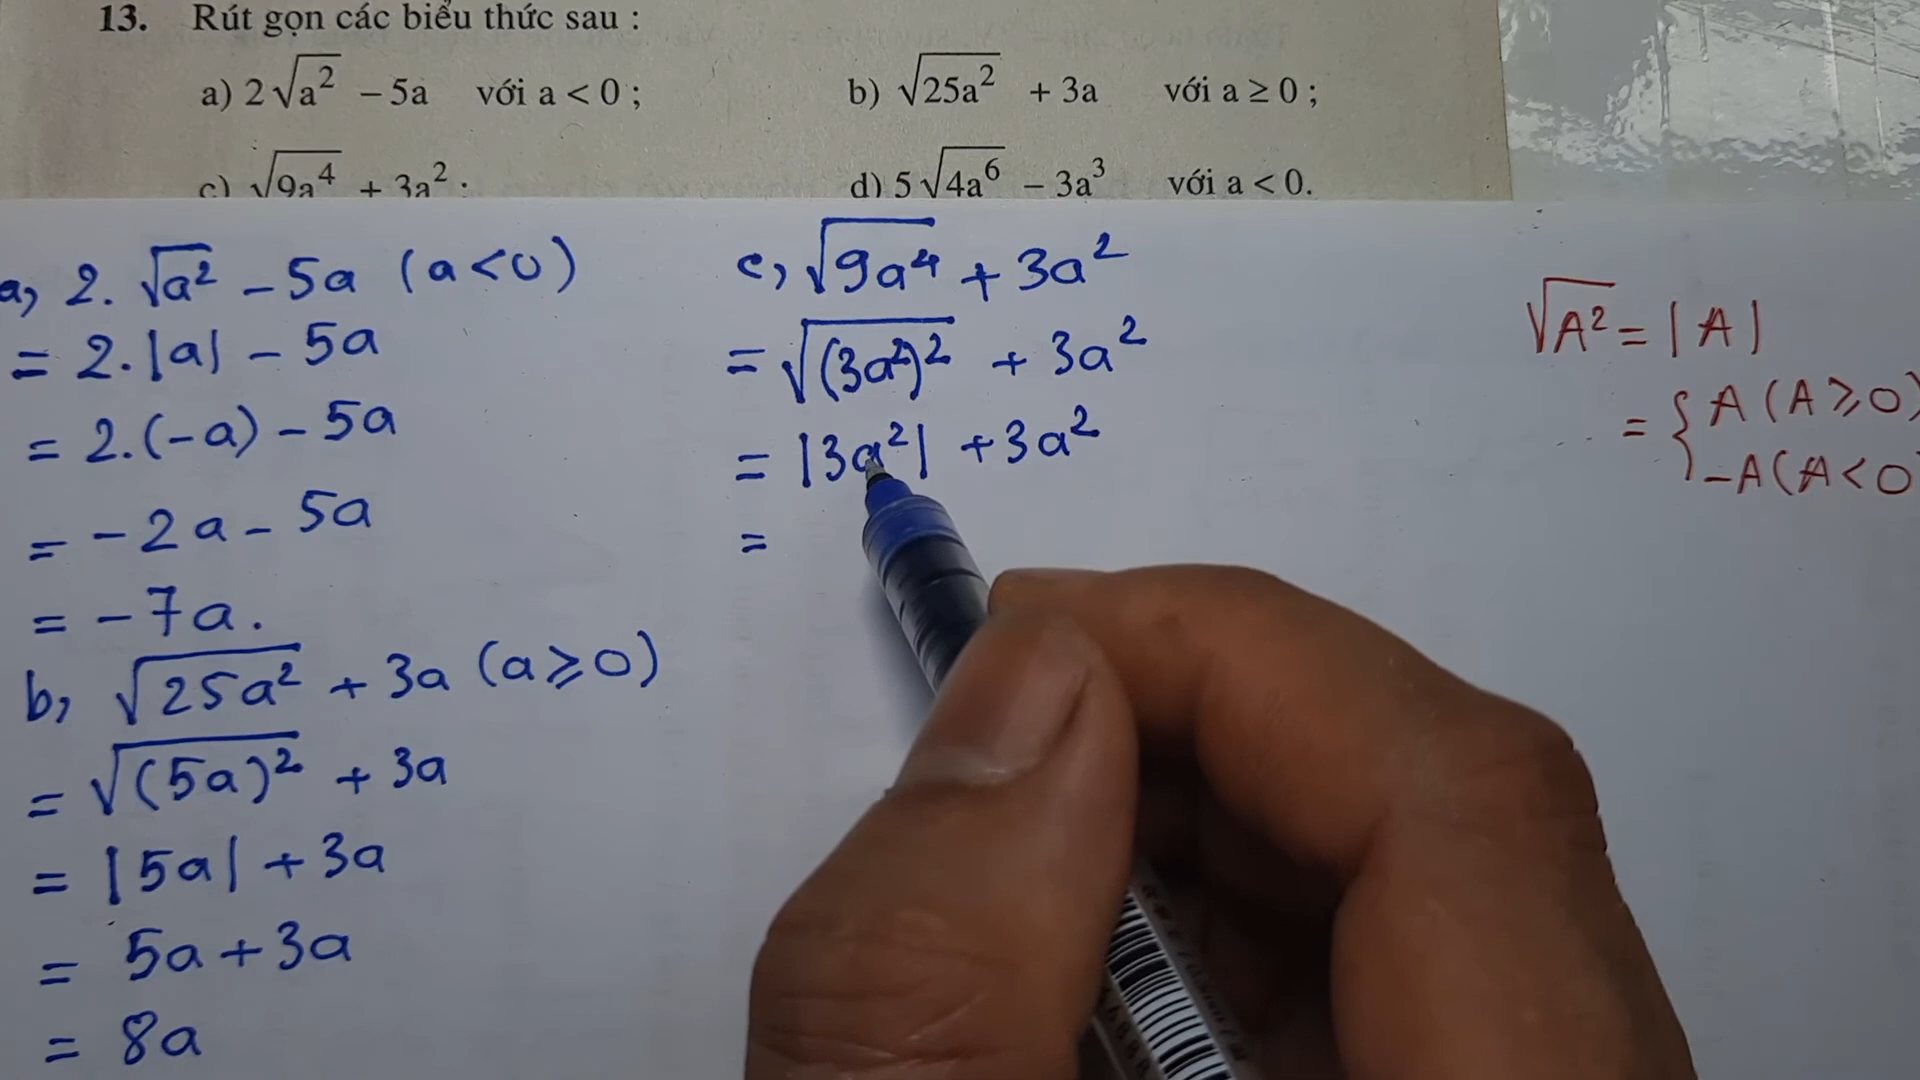 13. Rút gọn các biểu thức sau :
a) 2√a² – 5a với a < 0 ;
b) √25a² + 3a với a ≥ 0 ;
c) √9a⁴ + 3a² ;
d) 5√4a⁶ – 3a³ với a < 0.
a, 2. √a² – 5a (a < 0)
= 2. |a| – 5a
= 2.(–a) – 5a
= – 2a – 5a
= – 7a.
b, √25a² + 3a (a ≥ 0)
= √(5a)² + 3a
= |5a| + 3a
= 5a + 3a
= 8a
c, √9a⁴ + 3a²
= √(3a²)² + 3a²
= |3a²| + 3a²
=
√A² = |A|
= { A (A ≥ 0)
–A (A < 0)